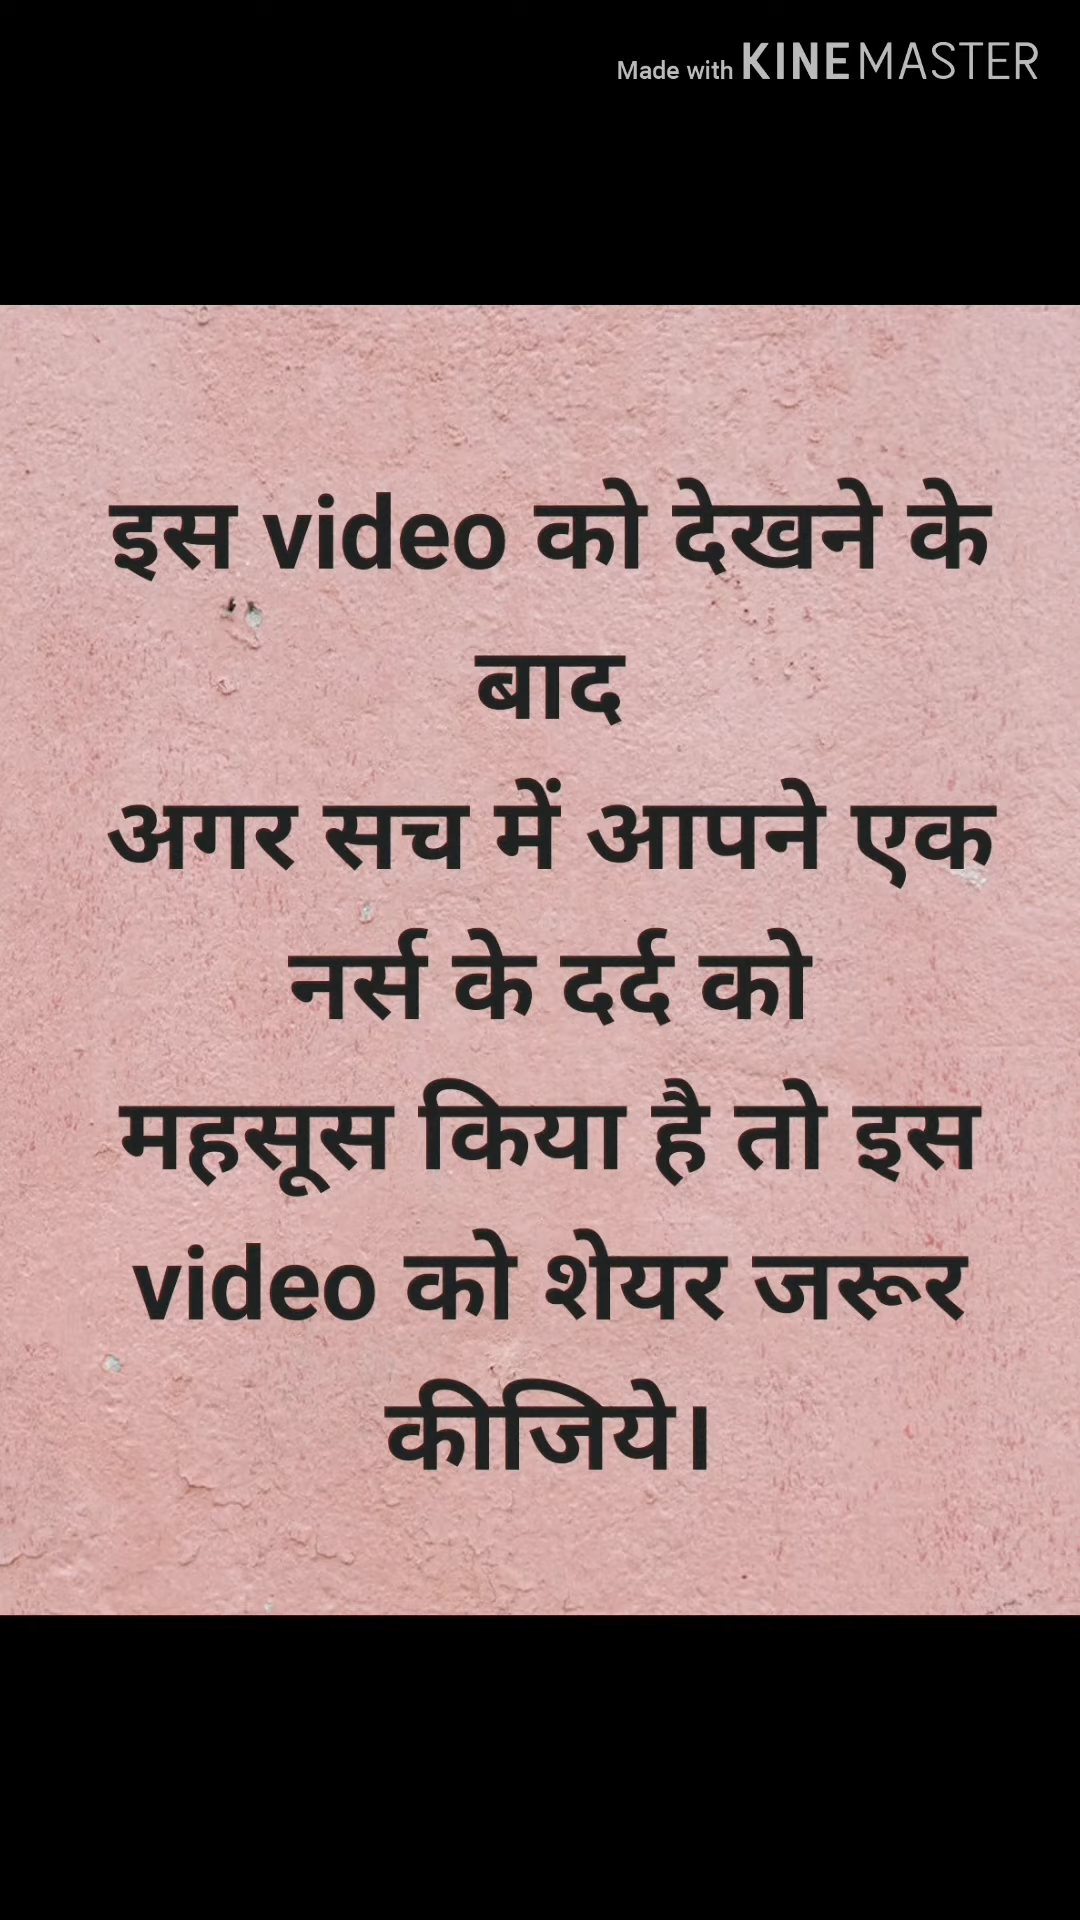 Made with KINEMASTER
इस video को देखने के
बाद
अगर सच में आपने एक
नर्स के दर्द को
महसूस किया है तो इस
video को शेयर जरूर
कीजिये।